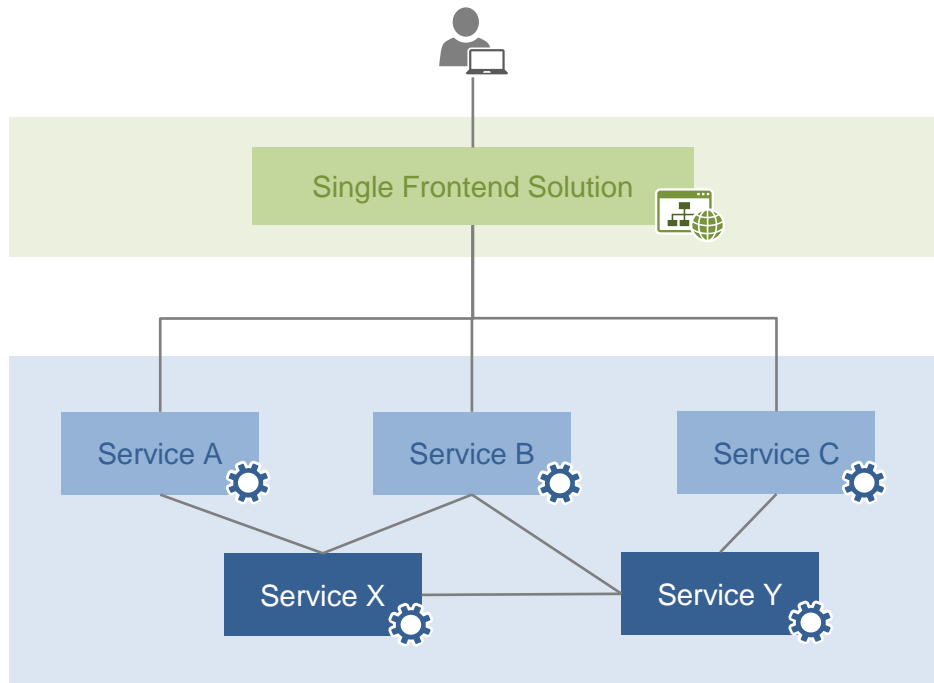 Single Frontend Solution
Service A
Service B
Service C
Service X
Service Y